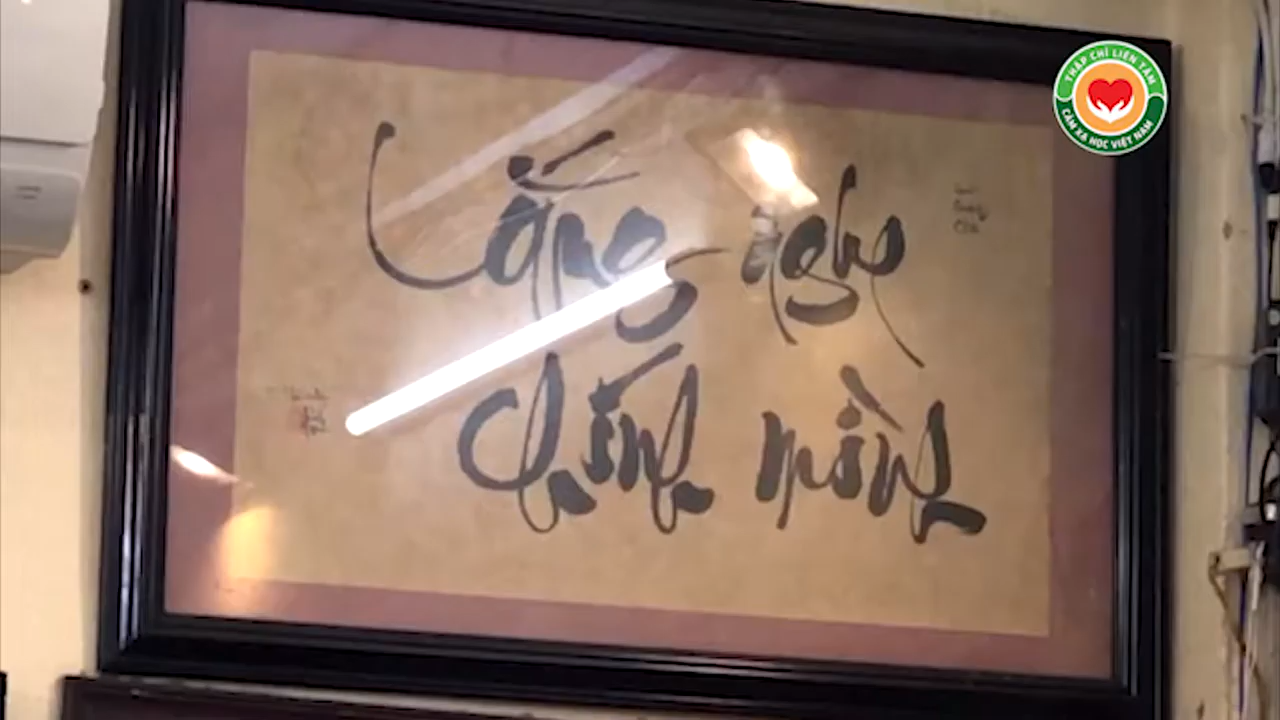 Lắng nghe
chính mình
THẬP CHỈ LIÊN TÂM
CẢM XẠ HỌC VIỆT NAM